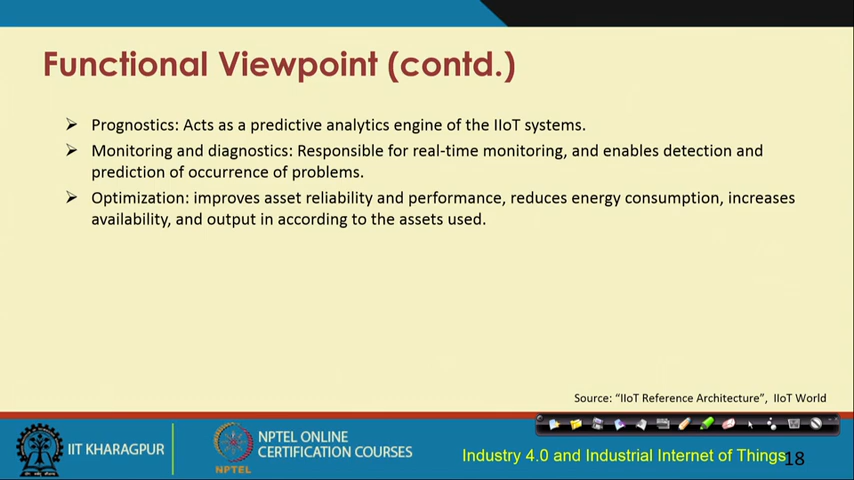 Functional Viewpoint (contd.)
➢ Prognostics: Acts as a predictive analytics engine of the IIoT systems.
➢ Monitoring and diagnostics: Responsible for real-time monitoring, and enables detection and
prediction of occurrence of problems.
➢ Optimization: improves asset reliability and performance, reduces energy consumption, increases
availability, and output in according to the assets used.
Source: “IIoT Reference Architecture”, IIoT World
IIT KHARAGPUR
NPTEL
NPTEL ONLINE
CERTIFICATION COURSES
Industry 4.0 and Industrial Internet of Things
18